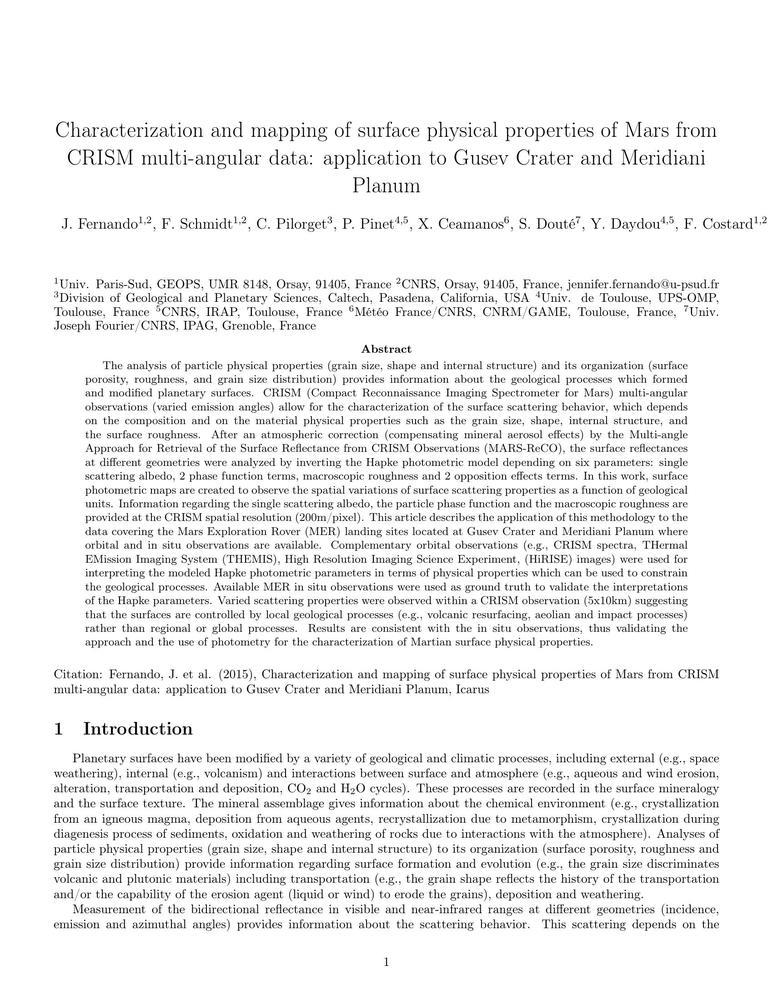 Characterization and mapping of surface physical properties of Mars from
CRISM multi-angular data: application to Gusev Crater and Meridiani
Planum
J. Fernando1,2, F. Schmidt1,2, C. Pilorget3, P. Pinet4,5, X. Ceamanos6, S. Douté7, Y. Daydou4,5, F. Costard1,2
1Univ. Paris-Sud, GEOPS, UMR 8148, Orsay, 91405, France 2CNRS, Orsay, 91405, France, jennifer.fernando@u-psud.fr
3Division of Geological and Planetary Sciences, Caltech, Pasadena, California, USA 4Univ. de Toulouse, UPS-OMP,
Toulouse, France 5CNRS, IRAP, Toulouse, France 6Météo France/CNRS, CNRM/GAME, Toulouse, France, 7Univ.
Joseph Fourier/CNRS, IPAG, Grenoble, France
Abstract
The analysis of particle physical properties (grain size, shape and internal structure) and its organization (surface
porosity, roughness, and grain size distribution) provides information about the geological processes which formed
and modified planetary surfaces. CRISM (Compact Reconnaissance Imaging Spectrometer for Mars) multi-angular
observations (varied emission angles) allow for the characterization of the surface scattering behavior, which depends
on the composition and on the material physical properties such as the grain size, shape, internal structure, and
the surface roughness. After an atmospheric correction (compensating mineral aerosol effects) by the Multi-angle
Approach for Retrieval of the Surface Reflectance from CRISM Observations (MARS-ReCO), the surface reflectances
at different geometries were analyzed by inverting the Hapke photometric model depending on six parameters: single
scattering albedo, 2 phase function terms, macroscopic roughness and 2 opposition effects terms. In this work, surface
photometric maps are created to observe the spatial variations of surface scattering properties as a function of geological
units. Information regarding the single scattering albedo, the particle phase function and the macroscopic roughness are
provided at the CRISM spatial resolution (200m/pixel). This article describes the application of this methodology to the
data covering the Mars Exploration Rover (MER) landing sites located at Gusev Crater and Meridiani Planum where
orbital and in situ observations are available. Complementary orbital observations (e.g., CRISM spectra, THermal
EMission Imaging System (THEMIS), High Resolution Imaging Science Experiment, (HiRISE) images) were used for
interpreting the modeled Hapke photometric parameters in terms of physical properties which can be used to constrain
the geological processes. Available MER in situ observations were used as ground truth to validate the interpretations
of the Hapke parameters. Varied scattering properties were observed within a CRISM observation (5x10km) suggesting
that the surfaces are controlled by local geological processes (e.g., volcanic resurfacing, aeolian and impact processes)
rather than regional or global processes. Results are consistent with the in situ observations, thus validating the
approach and the use of photometry for the characterization of Martian surface physical properties.
Citation: Fernando, J. et al. (2015), Characterization and mapping of surface physical properties of Mars from CRISM
multi-angular data: application to Gusev Crater and Meridiani Planum, Icarus
1 Introduction
Planetary surfaces have been modified by a variety of geological and climatic processes, including external (e.g., space
weathering), internal (e.g., volcanism) and interactions between surface and atmosphere (e.g., aqueous and wind erosion,
alteration, transportation and deposition, CO2 and H2O cycles). These processes are recorded in the surface mineralogy
and the surface texture. The mineral assemblage gives information about the chemical environment (e.g., crystallization
from an igneous magma, deposition from aqueous agents, recrystallization due to metamorphism, crystallization during
diagenesis process of sediments, oxidation and weathering of rocks due to interactions with the atmosphere). Analyses of
particle physical properties (grain size, shape and internal structure) to its organization (surface porosity, roughness and
grain size distribution) provide information regarding surface formation and evolution (e.g., the grain size discriminates
volcanic and plutonic materials) including transportation (e.g., the grain shape reflects the history of the transportation
and/or the capability of the erosion agent (liquid or wind) to erode the grains), deposition and weathering.
Measurement of the bidirectional reflectance in visible and near-infrared ranges at different geometries (incidence,
emission and azimuthal angles) provides information about the scattering behavior. This scattering depends on the
1